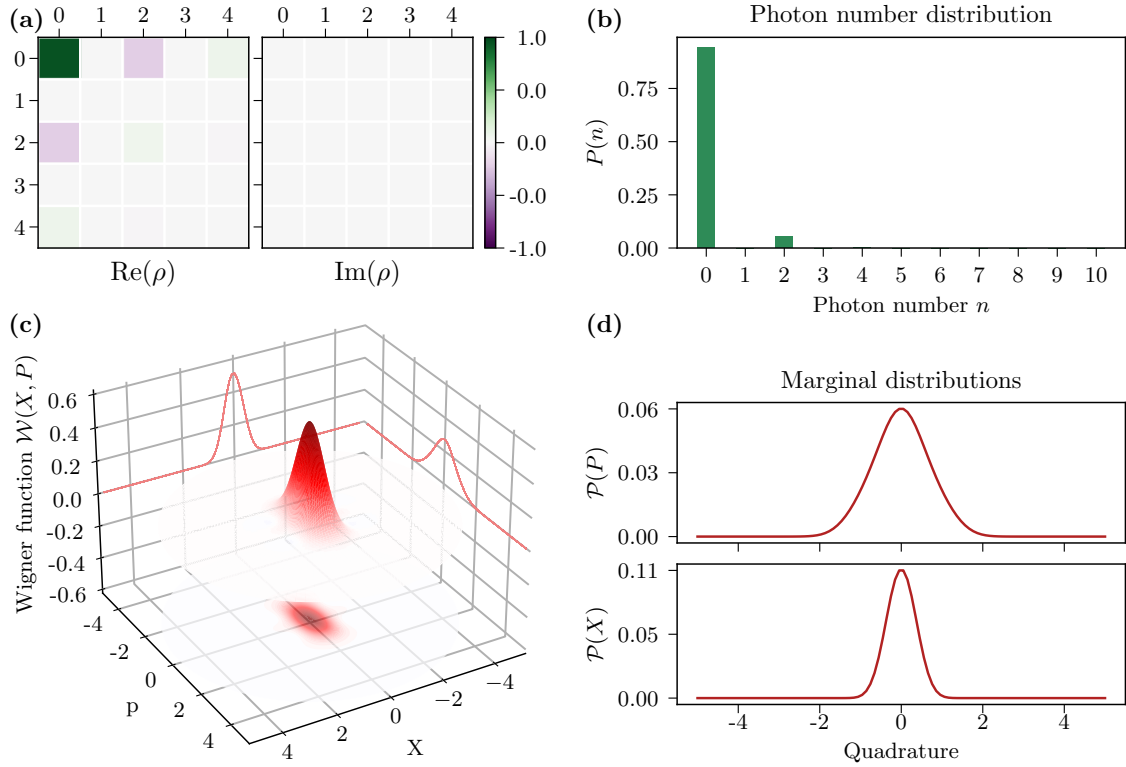 (a)
0 1 2 3 4
0 1 2 3 4
0
1
2
3
4
1.0
0.0
0.0
-0.0
-1.0
Re(ρ)
Im(ρ)
(b)
Photon number distribution
P(n)
0.75
0.50
0.25
0.00
0 1 2 3 4 5 6 7 8 9 10
Photon number n
(c)
Wigner function 𝒲(X, P)
0.6
0.4
0.2
0.0
-0.2
-0.4
-0.6
-4
-2
0
2
4
p
4
2
0
−2
−4
X
(d)
Marginal distributions
𝒫(P)
0.06
0.03
0.00
𝒫(X)
0.11
0.05
0.00
-4 -2 0 2 4
Quadrature